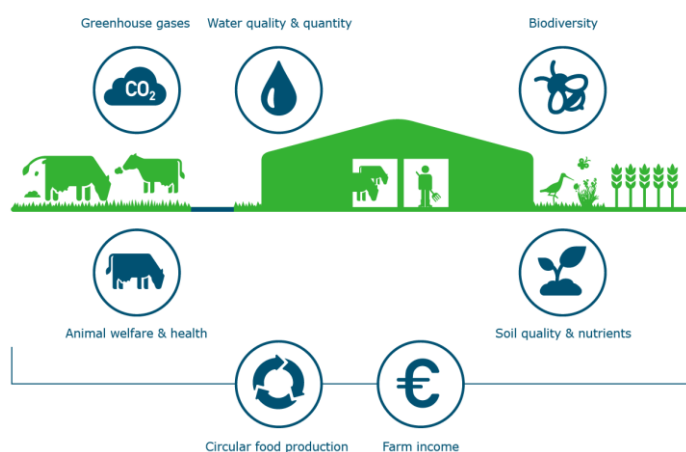 Greenhouse gases
Water quality & quantity
Biodiversity
CO₂
Animal welfare & health
Soil quality & nutrients
€
Circular food production
Farm income